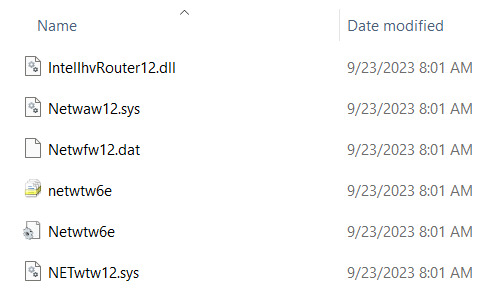 Name Date modified
IntelIhvRouter12.dll 9/23/2023 8:01 AM
Netwaw12.sys 9/23/2023 8:01 AM
Netwfw12.dat 9/23/2023 8:01 AM
netwtw6e 9/23/2023 8:01 AM
Netwtw6e 9/23/2023 8:01 AM
NETwtw12.sys 9/23/2023 8:01 AM